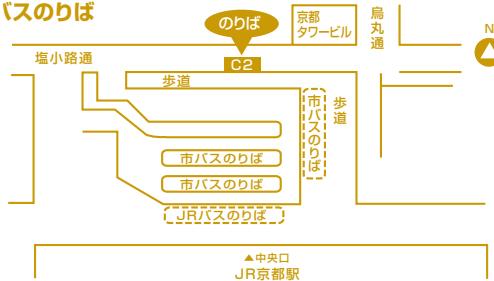 バスのりば
のりば
京都
タワービル
烏丸通
N
塩小路通
C2
歩道
市バスのりば
歩道
市バスのりば
市バスのりば
JRバスのりば
▲中央口
JR京都駅